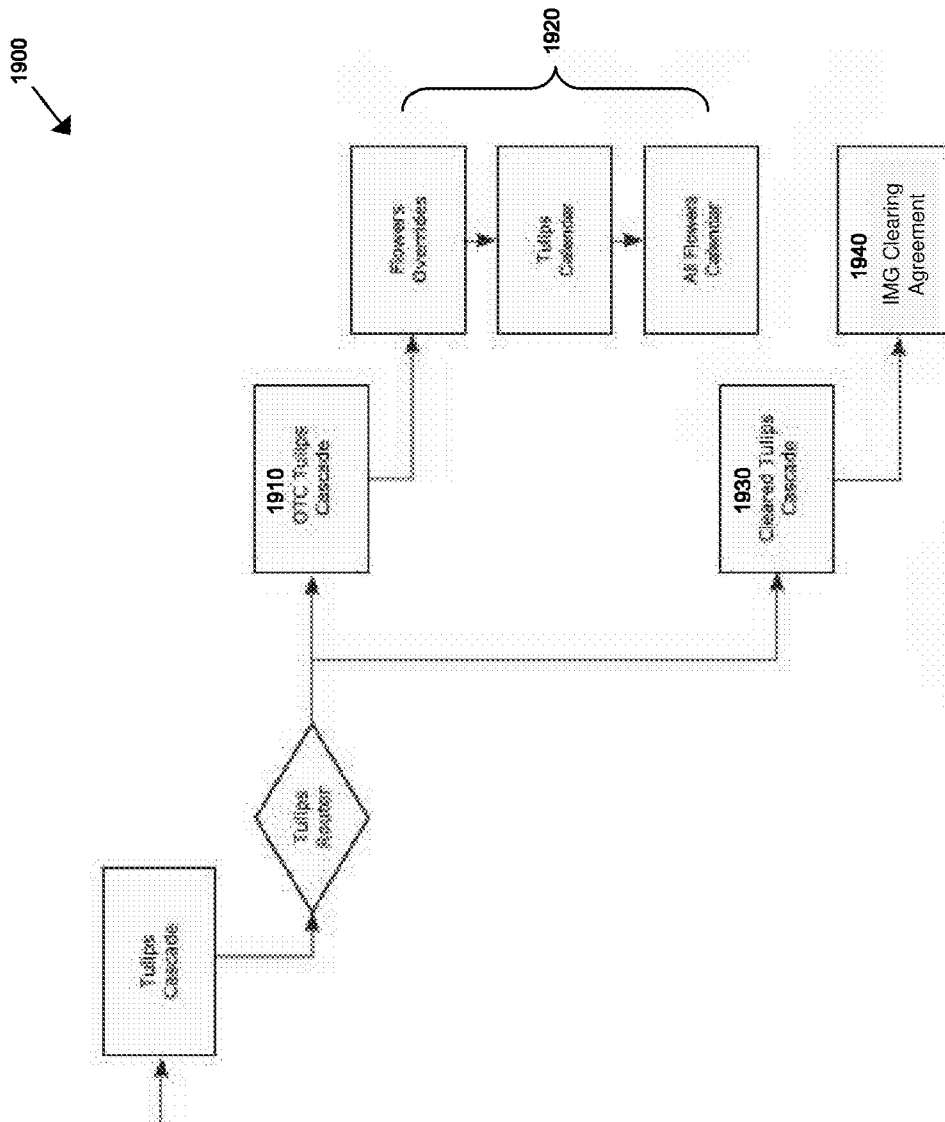 1900
Tulips
Cascade
Tulips
Router
1910
OTC Tulips
Cascade
Flowers
Overrides
Tulips
Calendar
All Flowers
Calendar
1920
1930
Cleared Tulips
Cascade
1940
IMG Clearing
Agreement